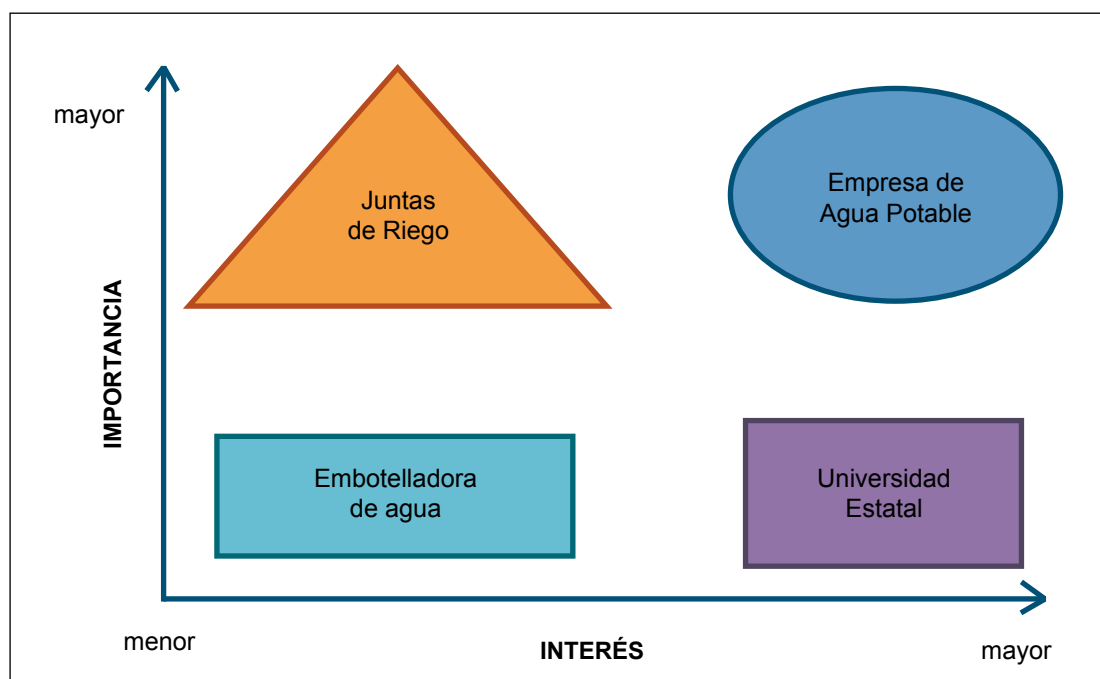 mayor
Juntas
de Riego
Empresa de
Agua Potable
IMPORTANCIA
Embotelladora
de agua
Universidad
Estatal
menor
INTERÉS
mayor